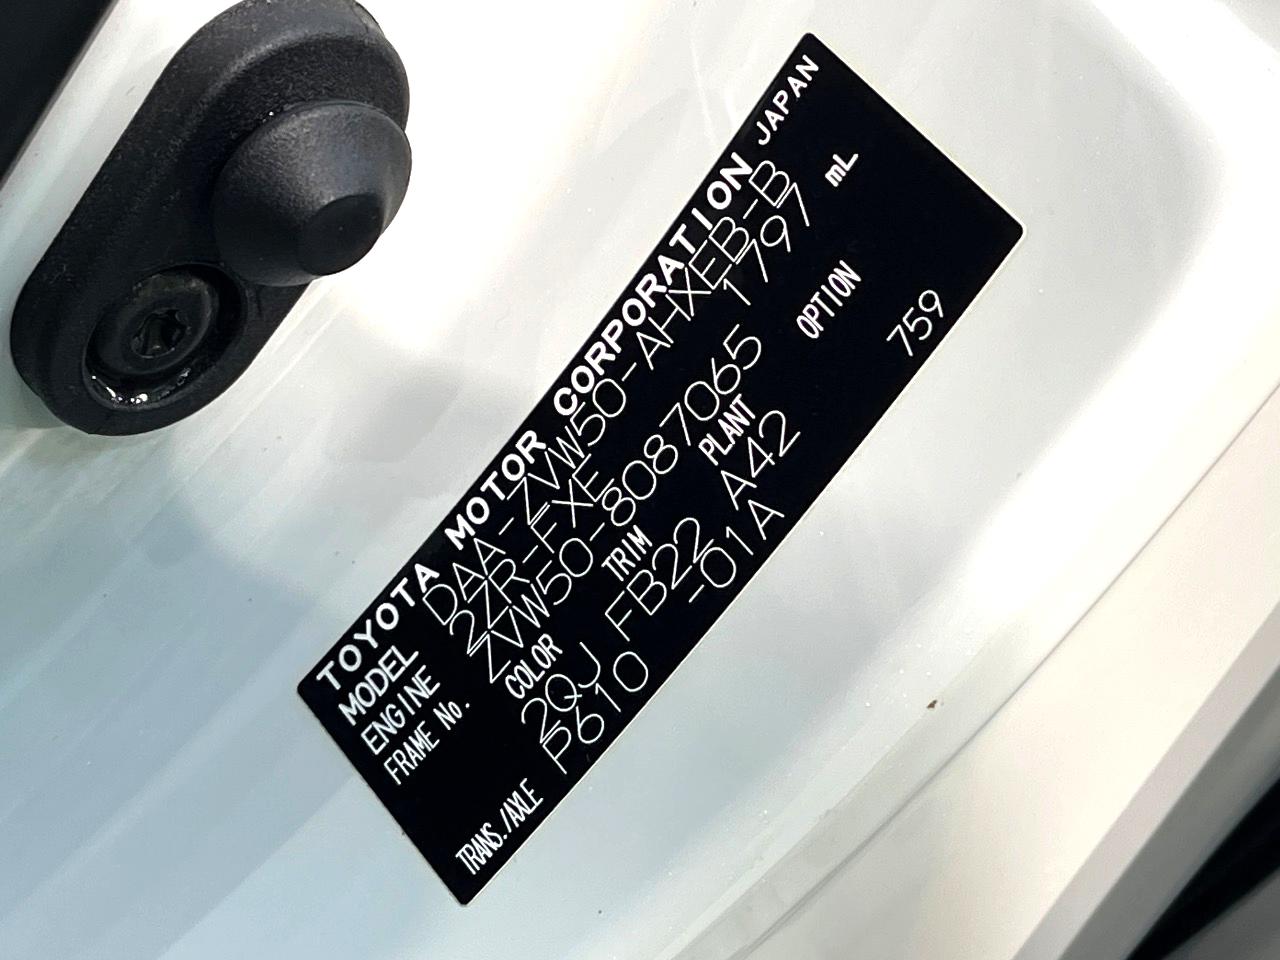 TOYOTA MOTOR CORPORATION JAPAN
MODEL DAA-ZVW50-AHXEB-B
ENGINE 2ZR-FXE 1797 mL
FRAME No. ZVW50-8087065
COLOR TRIM PLANT OPTION
2QJ FB22 A42 759
TRANS./AXLE P610 -01A